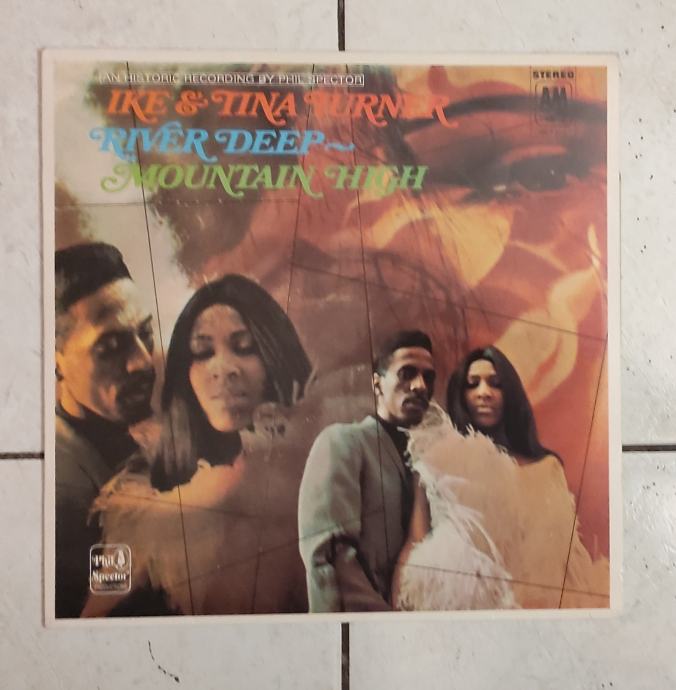 AN HISTORIC RECORDING BY PHIL SPECTOR
STEREO
A&M
IKE & TINA TURNER
RIVER DEEP~
MOUNTAIN HIGH
Phil
Spector